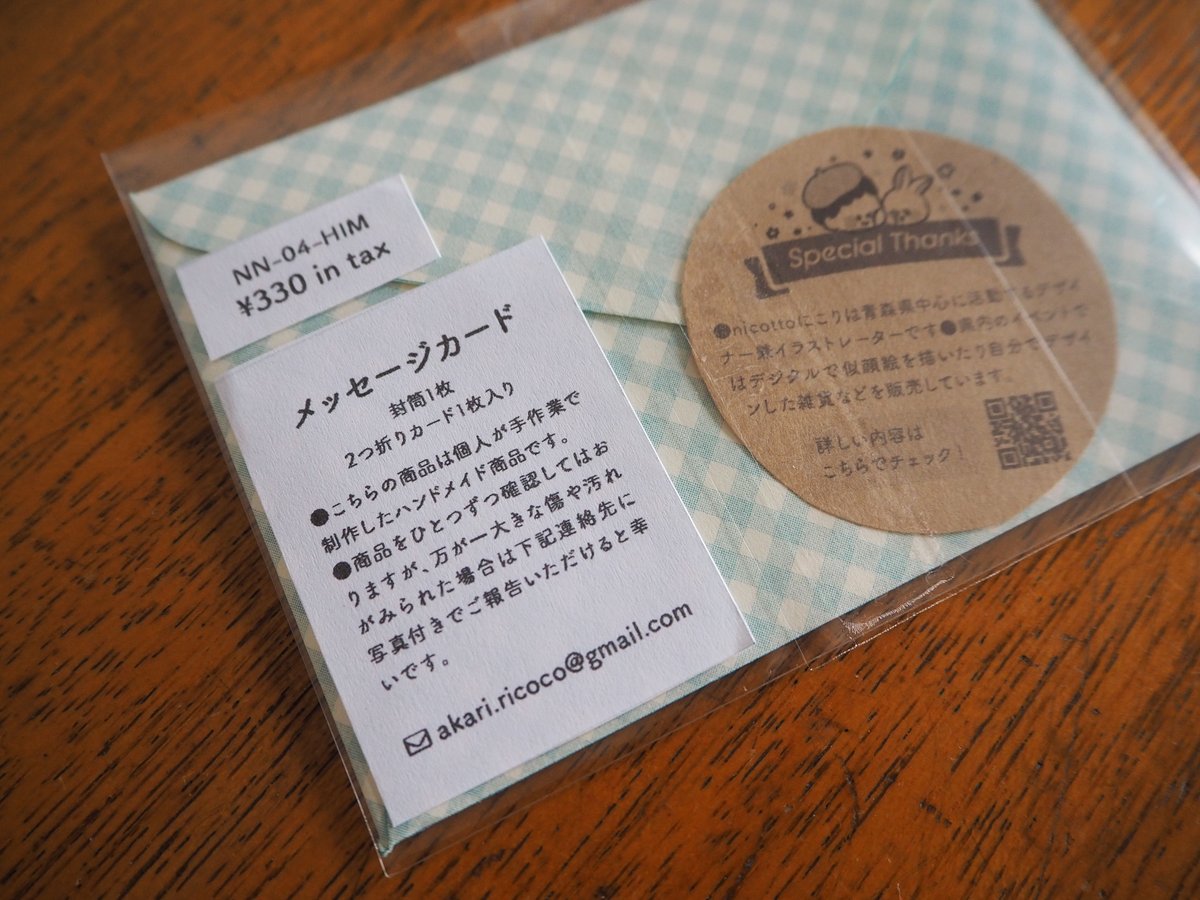 NN-04-HIM
¥330 in tax
メッセージカード
封筒1枚
2つ折りカード1枚入り
●こちらの商品は個人が手作業で
制作したハンドメイド商品です。
●商品をひとつずつ確認してはお
りますが、万が一大きな傷や汚れ
がみられた場合は下記連絡先に
写真付きでご報告いただけると幸
いです。
akari.ricoco@gmail.com
Special Thanks
●nicottoにこりは青森県中心に活動するデザイ
ナー兼イラストレーターです●県内のイベントで
はデジタルで似顔絵を描いたり自分でデザイ
ンした雑貨などを販売しています。
詳しい内容は
こちらでチェック!